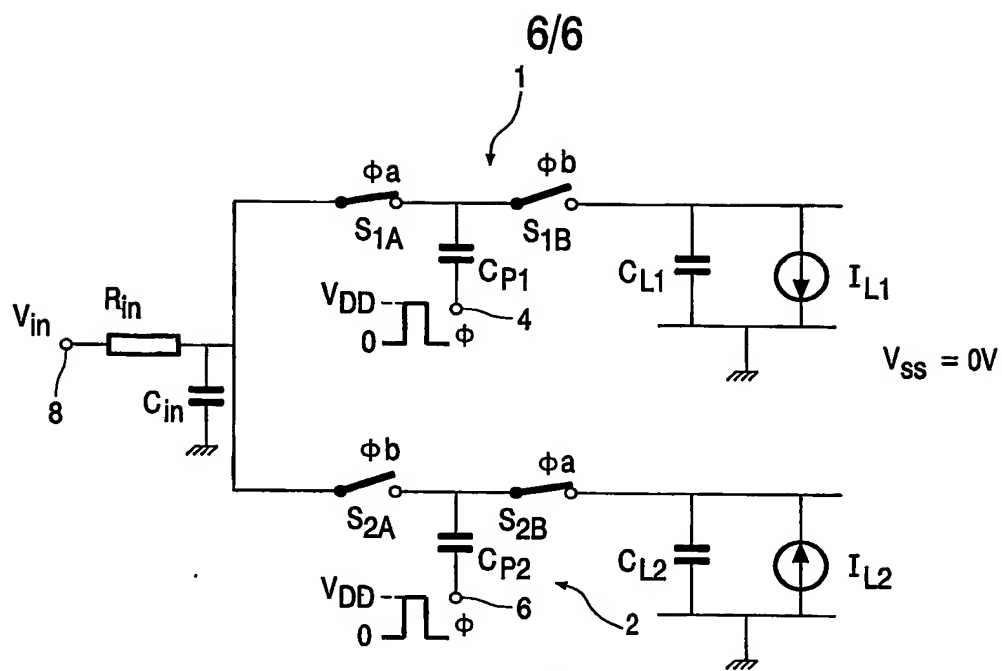 6/6
1
ϕa
ϕb
S1A
S1B
CP1
CL1
IL1
VDD
0
ϕ
4
Vin
Rin
8
Cin
VSS = 0V
ϕb
ϕa
S2A
S2B
CP2
CL2
IL2
VDD
0
ϕ
6
2